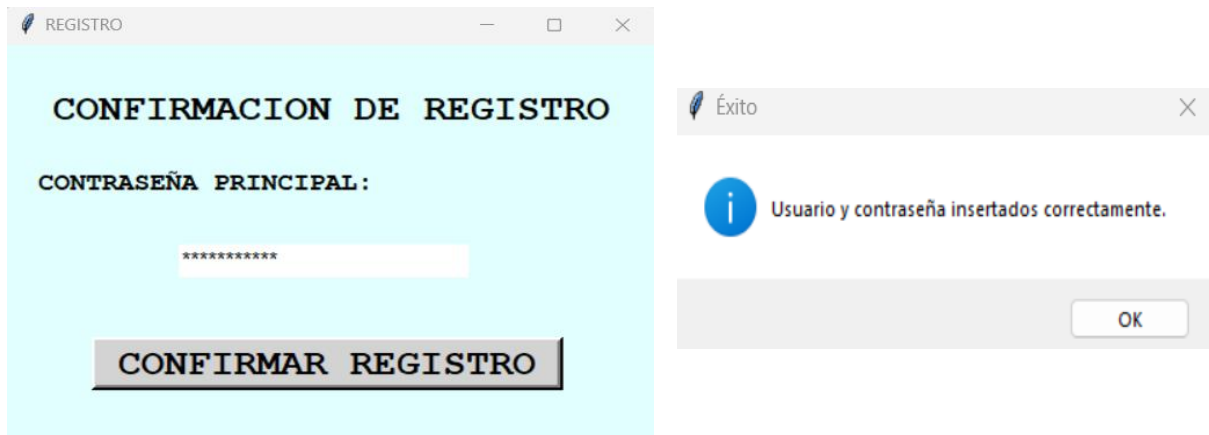 REGISTRO
CONFIRMACION DE REGISTRO
CONTRASEÑA PRINCIPAL:
***********
CONFIRMAR REGISTRO
Éxito
Usuario y contraseña insertados correctamente.
OK